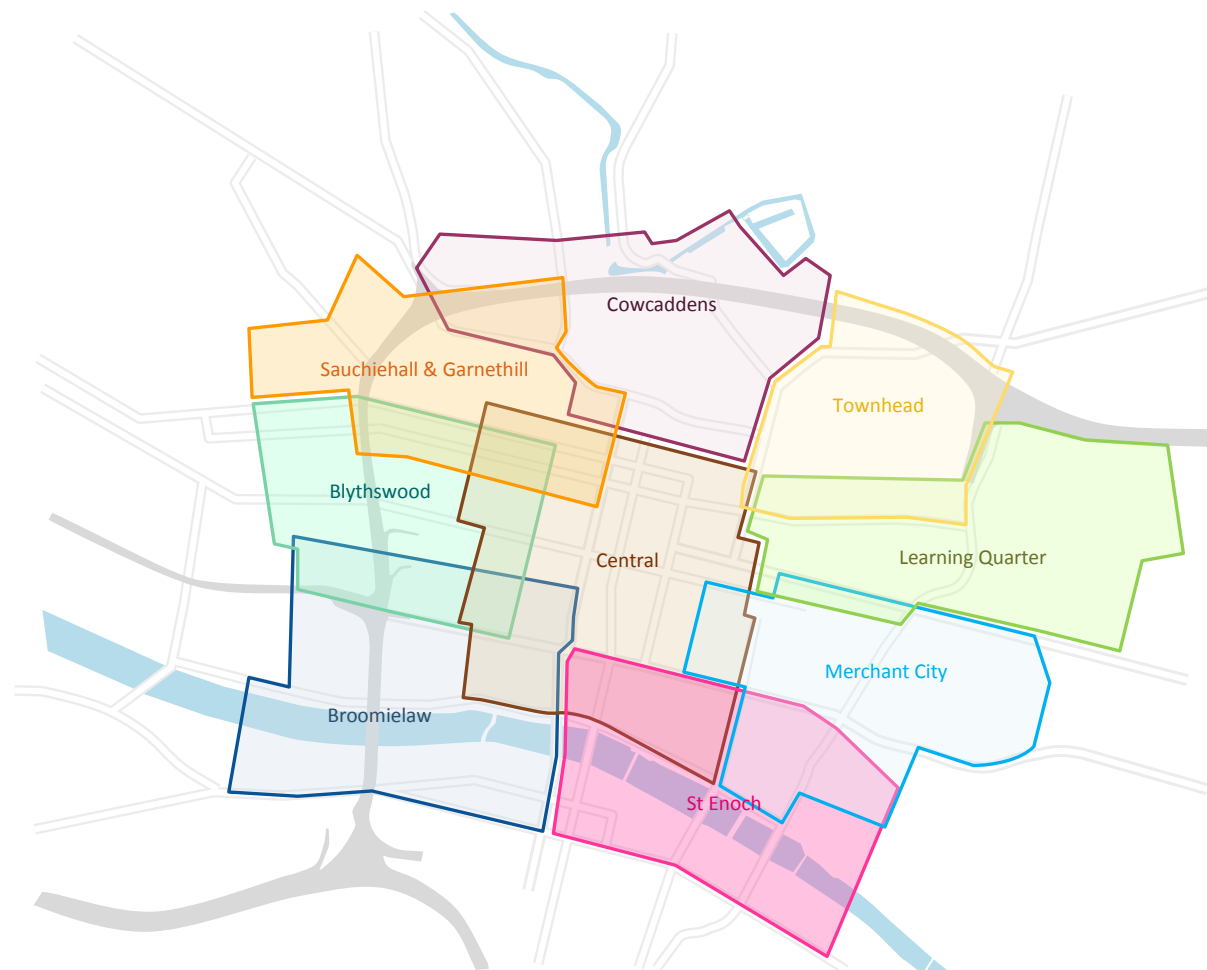 Cowcaddens
Sauchiehall & Garnethill
Townhead
Blythswood
Central
Learning Quarter
Merchant City
Broomielaw
St Enoch